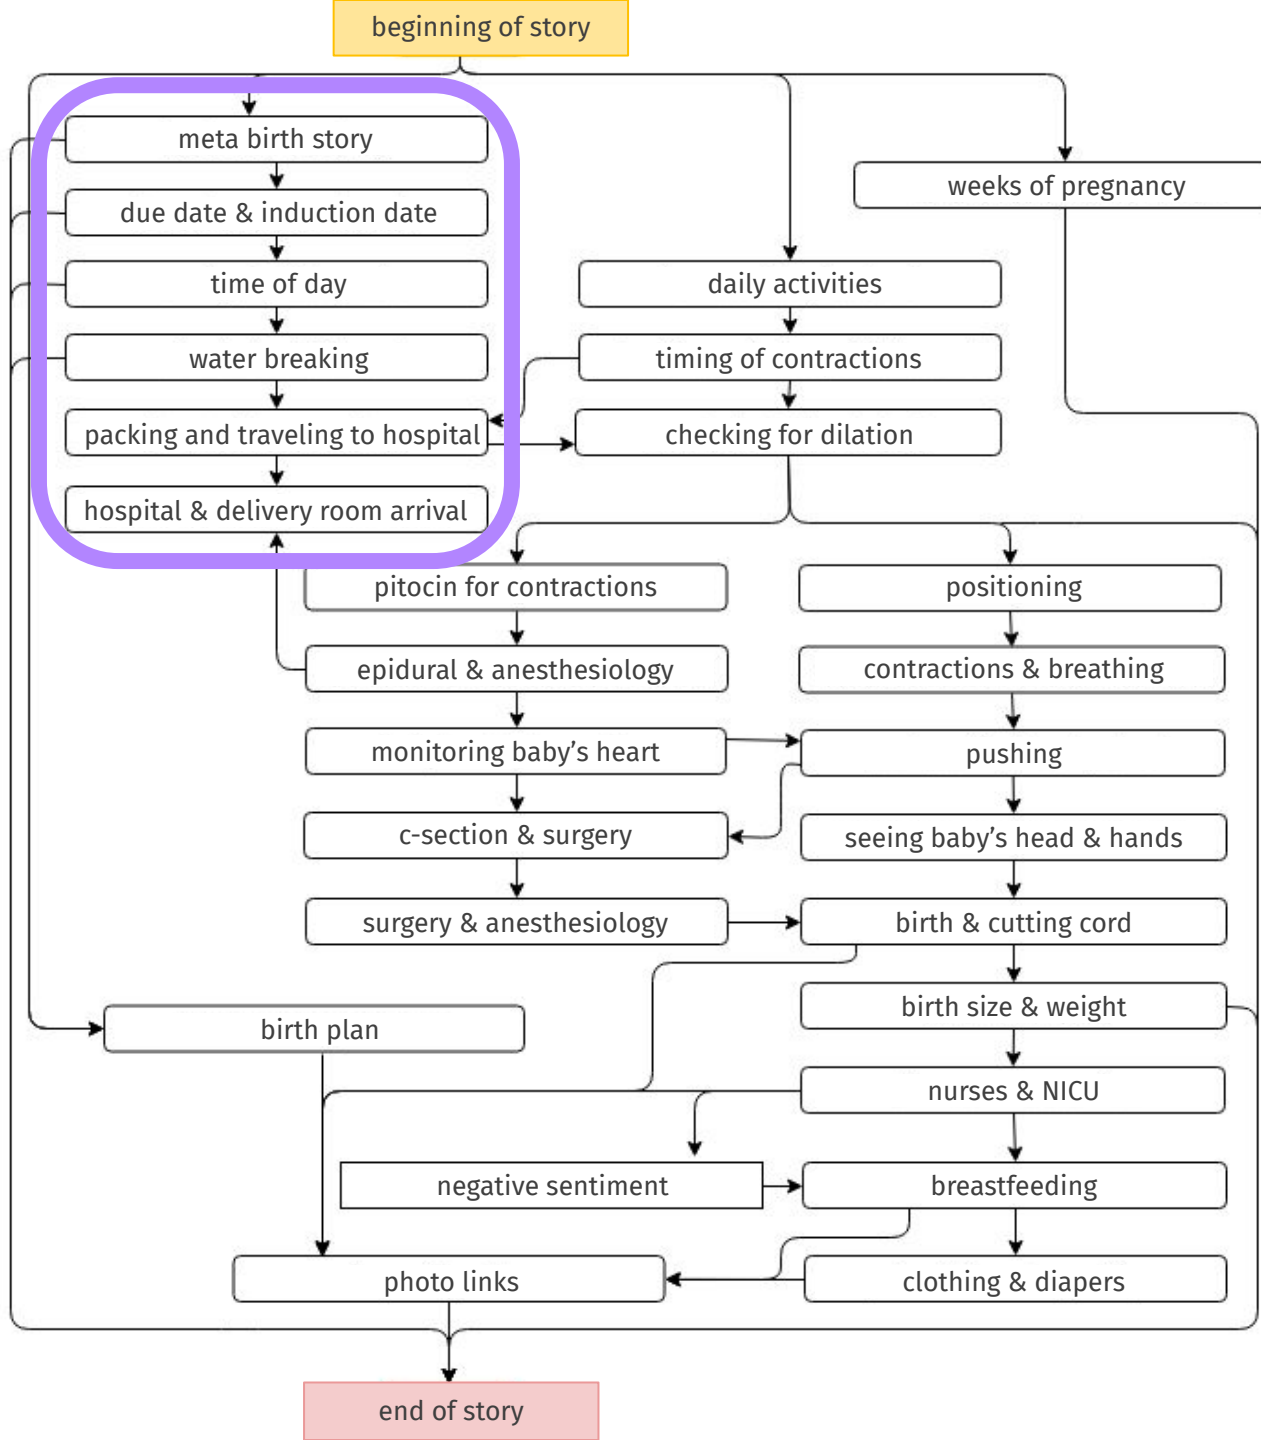 beginning of story
meta birth story
weeks of pregnancy
due date & induction date
time of day
daily activities
water breaking
timing of contractions
packing and traveling to hospital
checking for dilation
hospital & delivery room arrival
pitocin for contractions
positioning
epidural & anesthesiology
contractions & breathing
monitoring baby’s heart
pushing
c-section & surgery
seeing baby’s head & hands
surgery & anesthesiology
birth & cutting cord
birth size & weight
birth plan
nurses & NICU
negative sentiment
breastfeeding
photo links
clothing & diapers
end of story